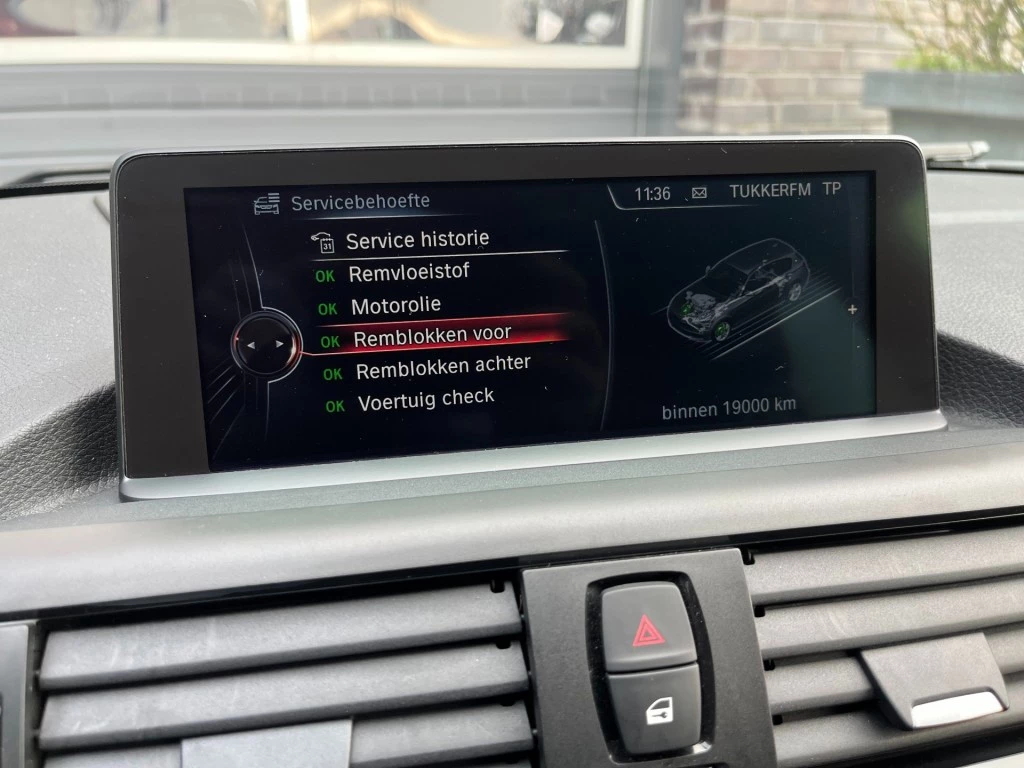 Servicebehoefte
11:36 TUKKERFM TP
31 Service historie
OK Remvloeistof
OK Motorolie
OK Remblokken voor
OK Remblokken achter
OK Voertuig check
+
binnen 19000 km